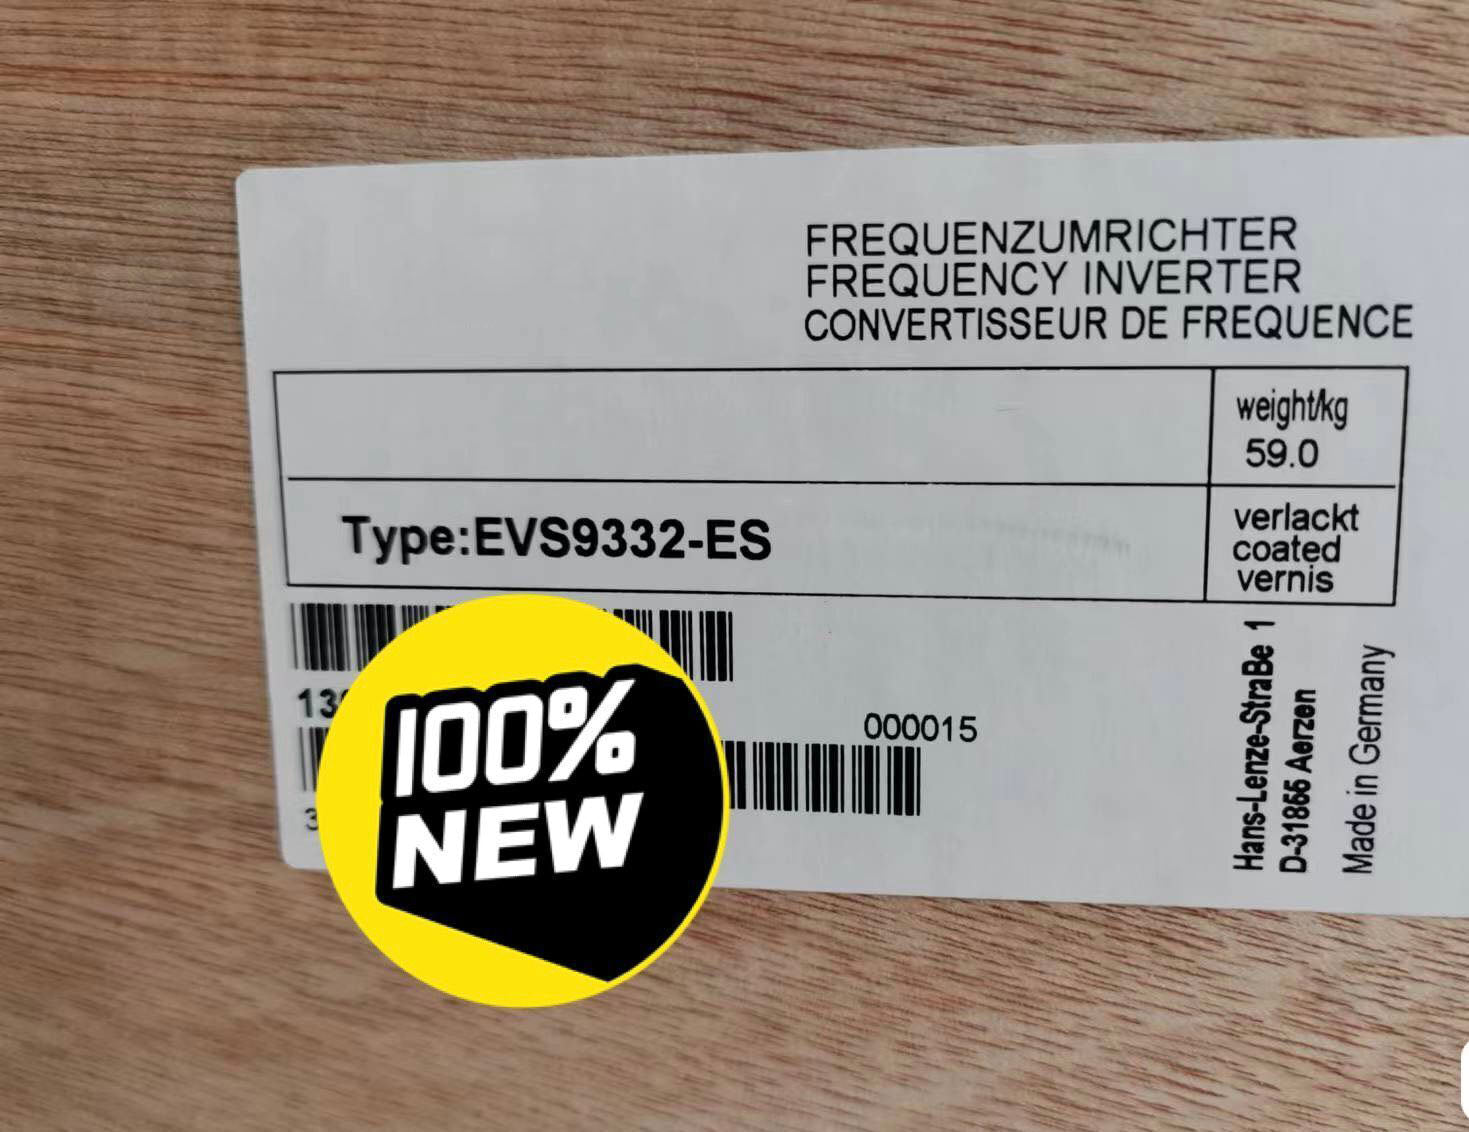 FREQUENZUMRICHTER
FREQUENCY INVERTER
CONVERTISSEUR DE FREQUENCE
weight/kg
59.0
Type:EVS9332-ES
verlackt
coated
vernis
000015
100%
NEW
Hans-Lenze-StraBe 1
D-31855 Aerzen
Made in Germany